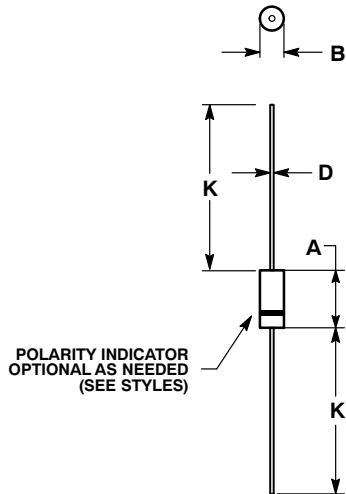 B
K
D
A
POLARITY INDICATOR
OPTIONAL AS NEEDED
(SEE STYLES)
K